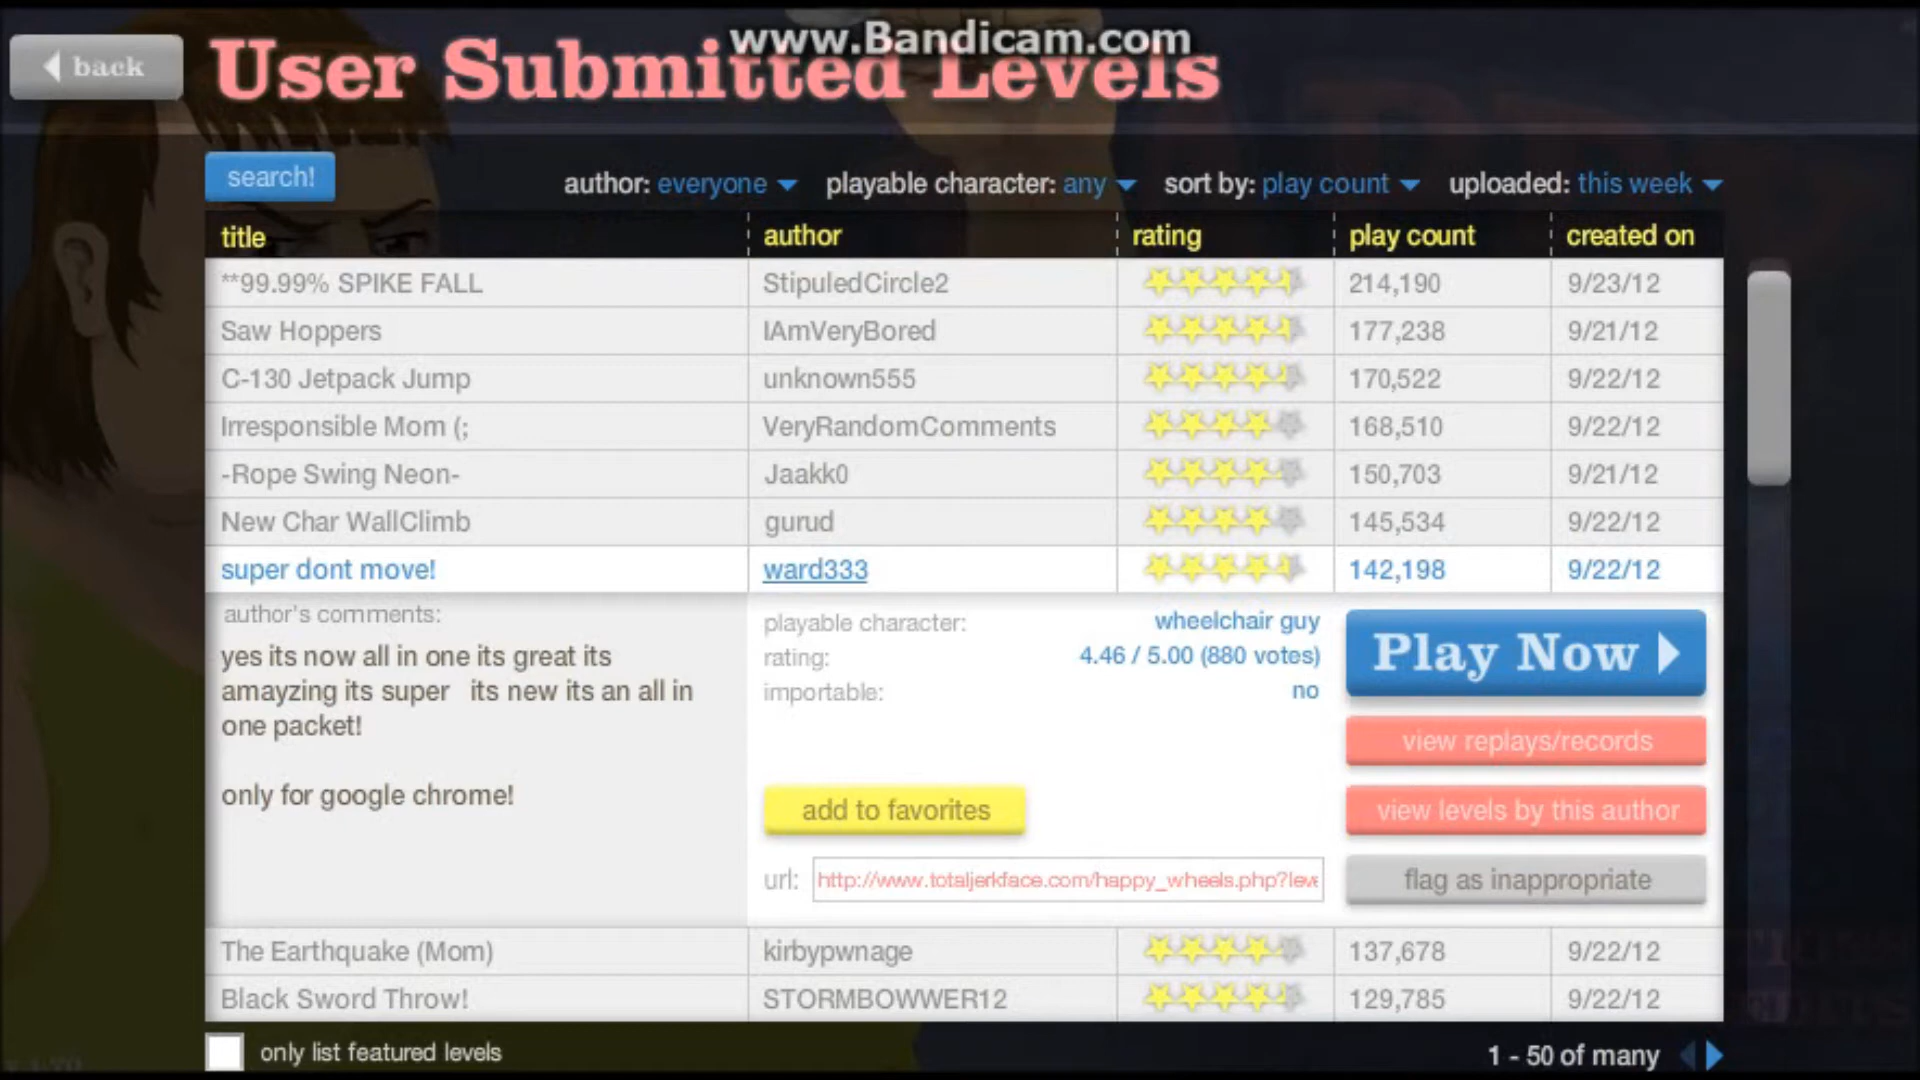 www.Bandicam.com
back
User Submitted Levels
search!
author: everyone playable character: any sort by: play count uploaded: this week
title author rating play count created on
**99.99% SPIKE FALL StipuledCircle2 214,190 9/23/12
Saw Hoppers IAmVeryBored 177,238 9/21/12
C-130 Jetpack Jump unknown555 170,522 9/22/12
Irresponsible Mom (; VeryRandomComments 168,510 9/22/12
-Rope Swing Neon- Jaakk0 150,703 9/21/12
New Char WallClimb gurud 145,534 9/22/12
super dont move! ward333 142,198 9/22/12
author's comments:
yes its now all in one its great its
amayzing its super its new its an all in
one packet!
only for google chrome!
playable character: wheelchair guy
rating: 4.46 / 5.00 (880 votes)
importable: no
add to favorites
url: http://www.totaljerkface.com/happy_wheels.php?leve
Play Now
view replays/records
view levels by this author
flag as inappropriate
The Earthquake (Mom) kirbypwnage 137,678 9/22/12
Black Sword Throw! STORMBOWWER12 129,785 9/22/12
only list featured levels
1 - 50 of many